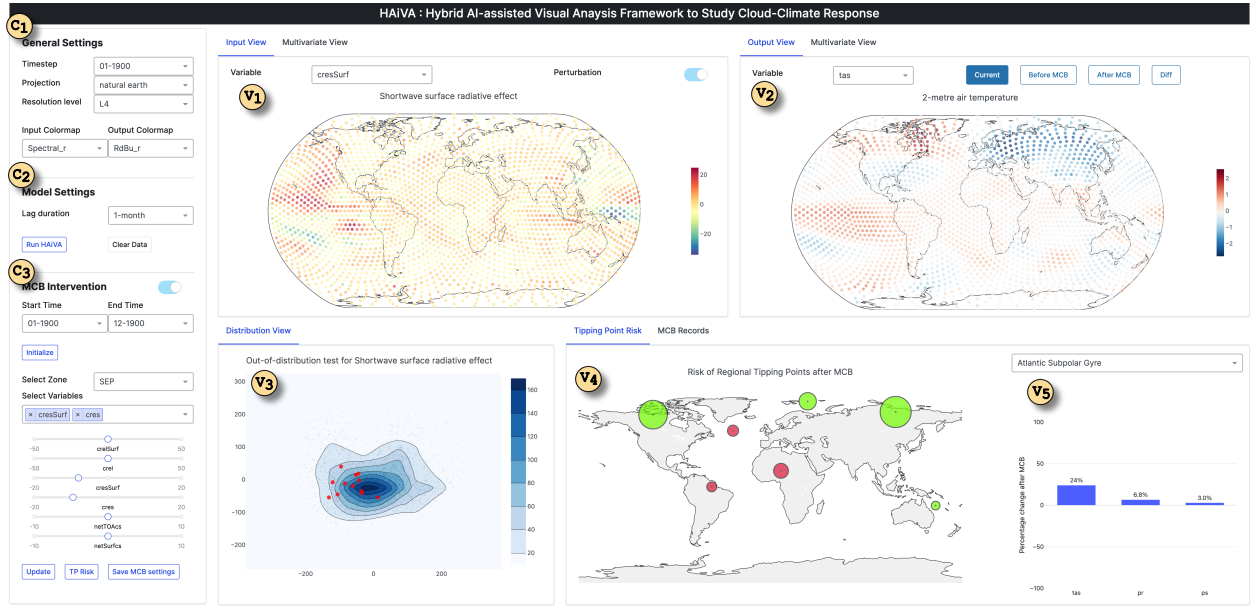 HAiVA : Hybrid AI-assisted Visual Anaysis Framework to Study Cloud-Climate Response
C1
General Settings
Timestep 01-1900
Projection natural earth
Resolution level L4
Input Colormap Output Colormap
Spectral_r RdBu_r
C2
Model Settings
Lag duration 1-month
Run HAiVA Clear Data
C3
MCB Intervention
Start Time End Time
01-1900 12-1900
Initialize
Select Zone SEP
Select Variables
× cresSurf × cres
-50 50
crelSurf
-50 50
crel
-20 20
cresSurf
-20 20
cres
-10 10
netTOAcs
-10 10
netSurfcs
Update TP Risk Save MCB settings
Input View Multivariate View
Variable cresSurf Perturbation
V1
Shortwave surface radiative effect
20
0
−20
Output View Multivariate View
Variable tas Current Before MCB After MCB Diff
V2
2-metre air temperature
2
1
0
−1
−2
Distribution View
Out-of-distribution test for Shortwave surface radiative effect
V3
300
200
100
0
−100
−200
−200 0 200
160
140
120
100
80
60
40
20
Tipping Point Risk MCB Records
V4
Risk of Regional Tipping Points after MCB
Atlantic Subpolar Gyre
V5
Percentage change after MCB
100
50
0
−50
−100
24% 6.8% 3.0%
tas pr ps